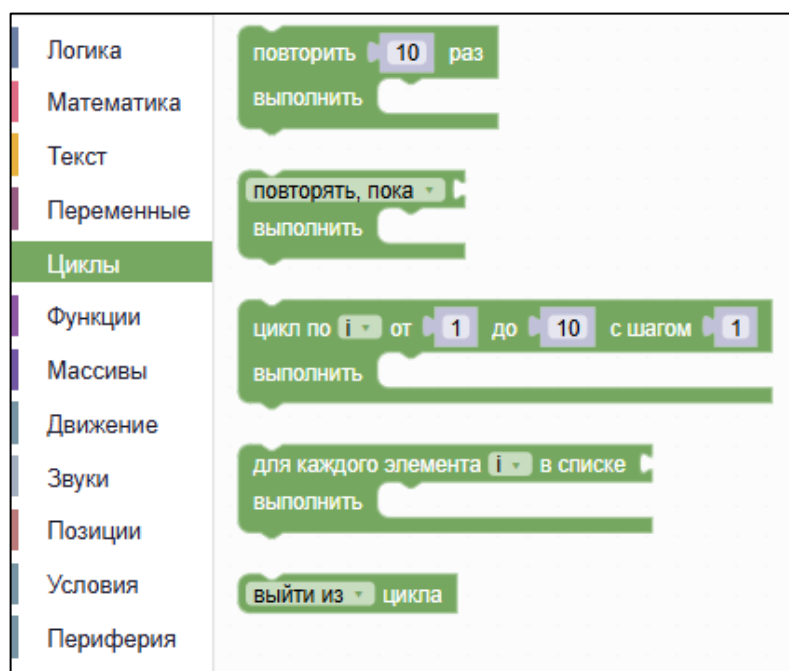 Логика
Математика
Текст
Переменные
Циклы
Функции
Массивы
Движение
Звуки
Позиции
Условия
Периферия
повторить 10 раз
выполнить
повторять, пока
выполнить
цикл по i от 1 до 10 с шагом 1
выполнить
для каждого элемента i в списке
выполнить
выйти из цикла